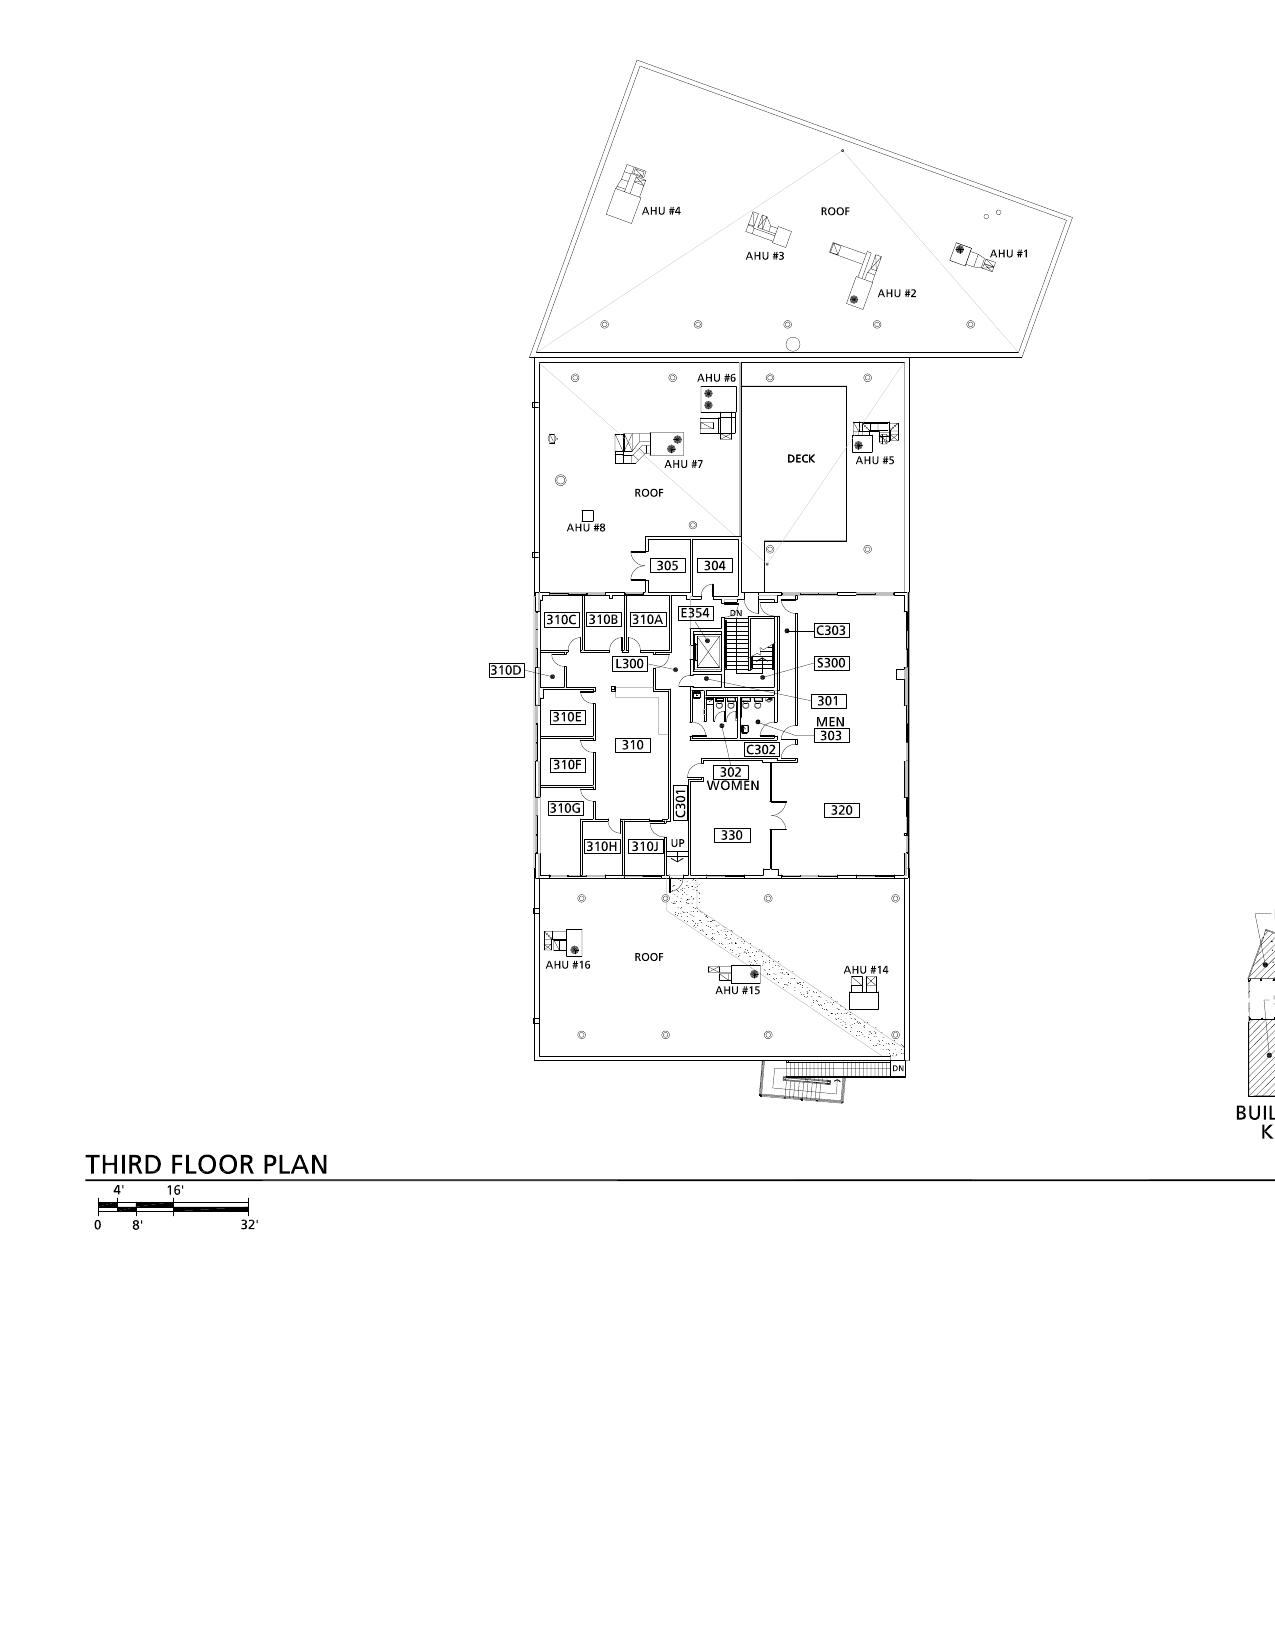 AHU #4
ROOF
AHU #3
AHU #1
AHU #2
AHU #6
AHU #7
DECK
AHU #5
ROOF
AHU #8
305
304
310C
310B
310A
E354
DN
C303
L300
S300
310D
301
310E
MEN
303
310
C302
310F
302
WOMEN
C301
310G
320
330
310H
310J
UP
ROOF
AHU #16
AHU #15
AHU #14
DN
BUIL
K
THIRD FLOOR PLAN
4' 16'
0 8' 32'